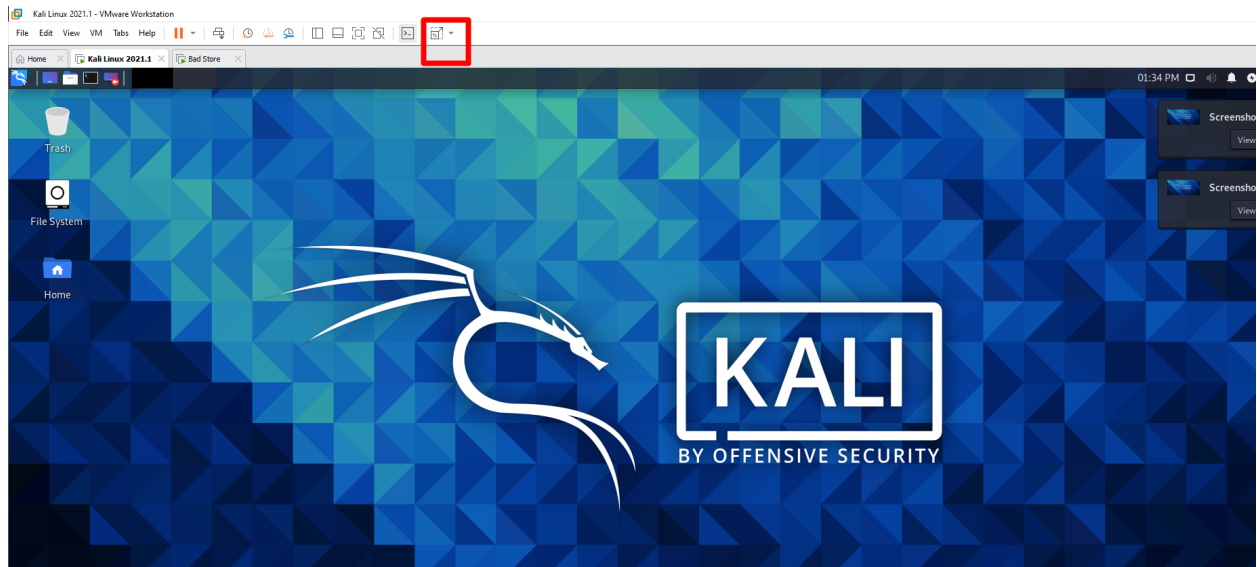 Kali Linux 2021.1 - VMware Workstation
File Edit View VM Tabs Help
Home Kali Linux 2021.1 Bad Store
01:34 PM
Trash
File System
Home
Screensho
View
Screensho
View
KALI
BY OFFENSIVE SECURITY